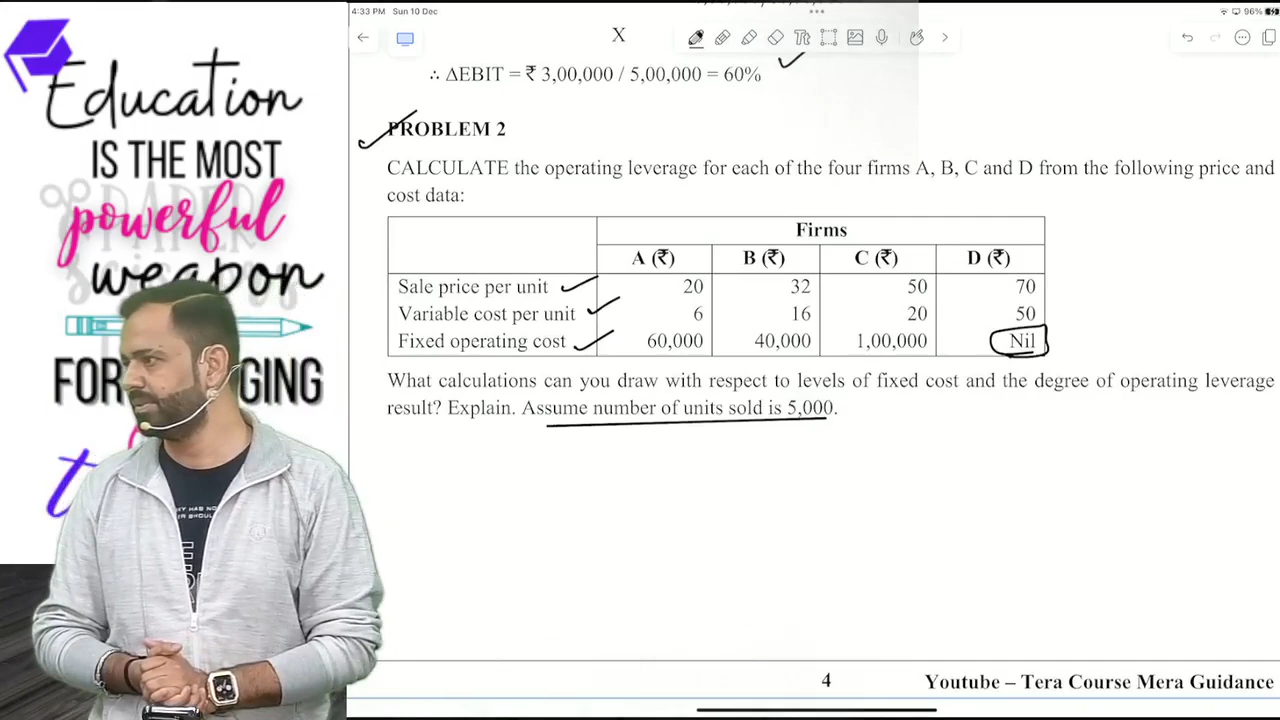 4:33 PM Sun 10 Dec
96%
Education
IS THE MOST
powerful
weapon
FOR
GING
X
Tt
∴ ΔEBIT = ₹ 3,00,000 / 5,00,000 = 60%
PROBLEM 2
CALCULATE the operating leverage for each of the four firms A, B, C and D from the following price and
cost data:
Firms
A (₹) B (₹) C (₹) D (₹)
Sale price per unit 20 32 50 70
Variable cost per unit 6 16 20 50
Fixed operating cost 60,000 40,000 1,00,000 Nil
What calculations can you draw with respect to levels of fixed cost and the degree of operating leverage
result? Explain. Assume number of units sold is 5,000.
4 Youtube – Tera Course Mera Guidance